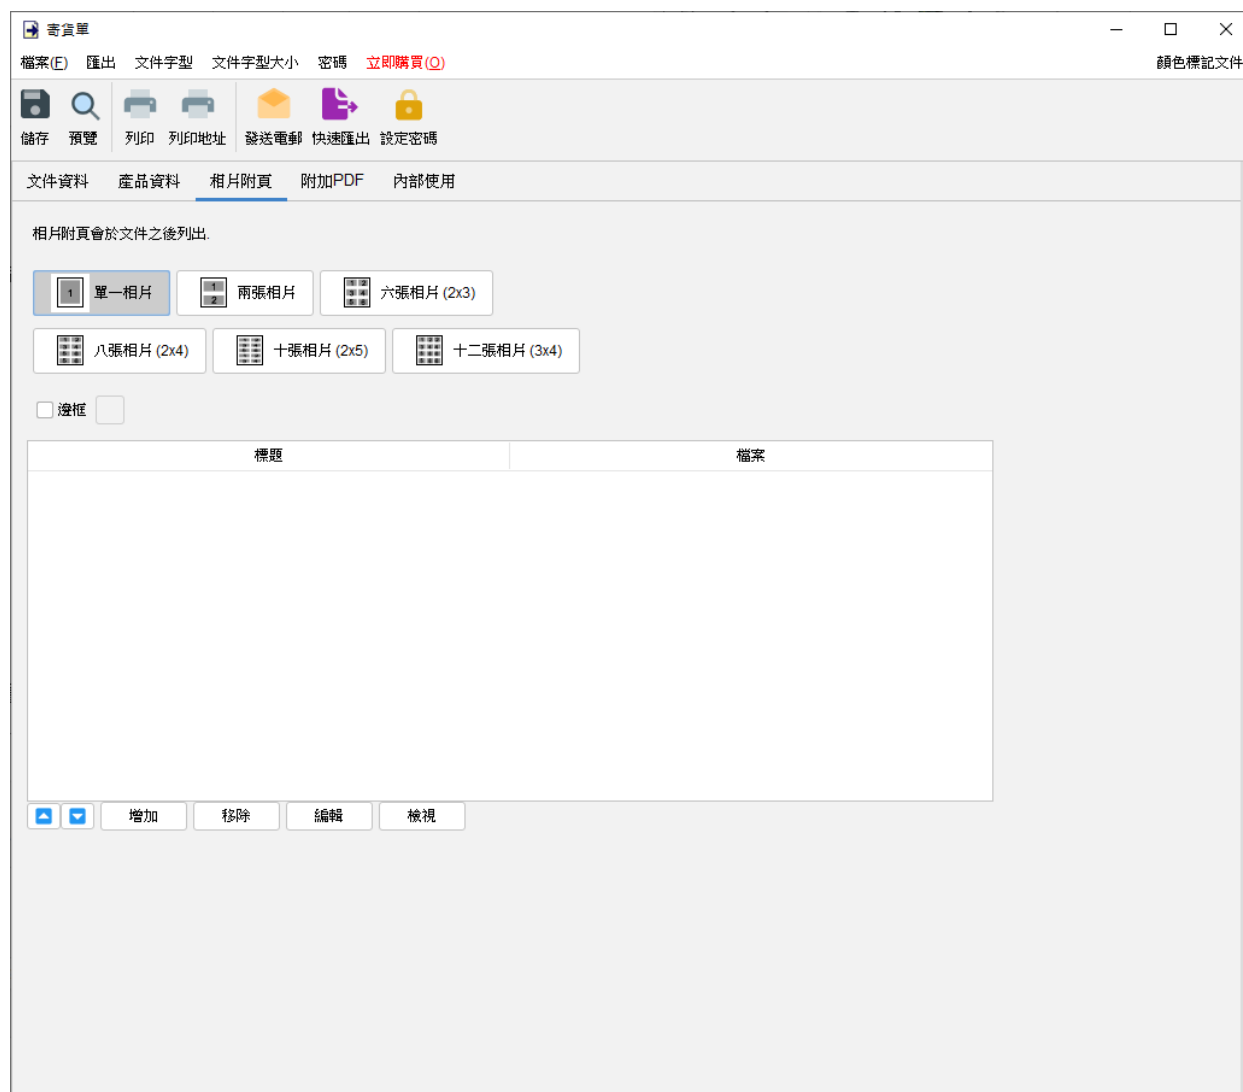 寄貨單
檔案(F) 匯出 文件字型 文件字型大小 密碼 立即購買(O) 顏色標記文件
儲存 預覽 列印 列印地址 發送電郵 快速匯出 設定密碼
文件資料 產品資料 相片附頁 附加PDF 內部使用
相片附頁會於文件之後列出.
1 單一相片 1 2 兩張相片 1 2 3 4 5 6 六張相片 (2x3)
八張相片 (2x4) 十張相片 (2x5) 十二張相片 (3x4)
邊框
標題 檔案
增加 移除 編輯 檢視